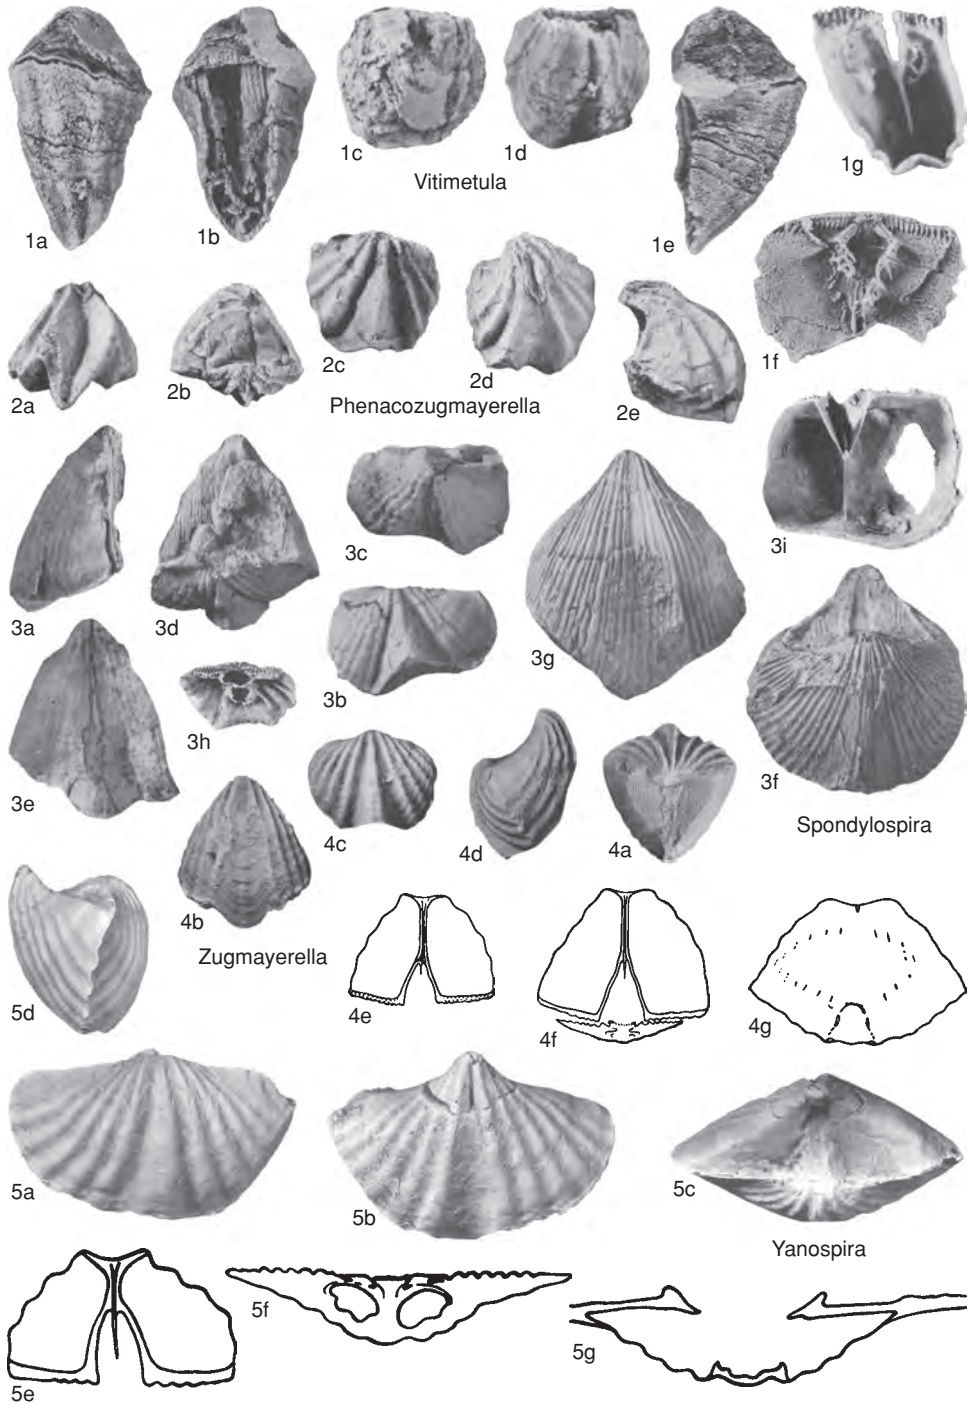 1a
1b
1c
1d
Vitimetula
1e
1g
1f
2a
2b
2c
2d
Phenacozugmayerella
2e
3a
3d
3c
3b
3g
3i
3e
3h
4b
4c
4d
4a
3f
Spondylospira
Zugmayerella
5d
4e
4f
4g
5a
5b
5c
Yanospira
5e
5f
5g